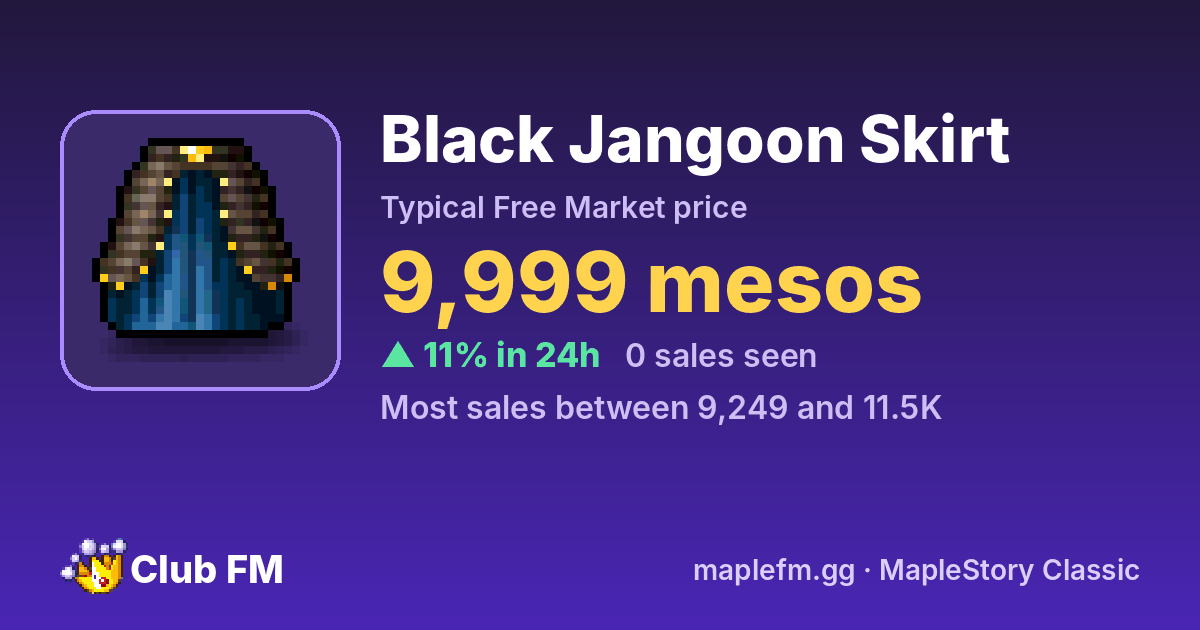 Black Jangoon Skirt
Typical Free Market price
9,999 mesos
▲ 11% in 24h 0 sales seen
Most sales between 9,249 and 11.5K
Club FM
maplefm.gg · MapleStory Classic